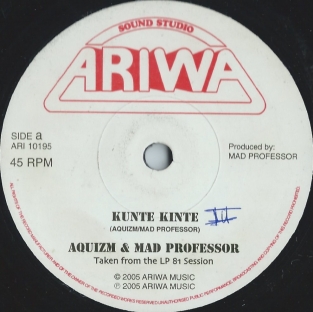 SOUND STUDIO
ARIWA
SIDE a
ARI 10195
45 RPM
Produced by:
MAD PROFESSOR
KUNTE KINTE
(AQUIZM/MAD PROFESSOR)
AQUIZM & MAD PROFESSOR
Taken from the LP 81 Session
© 2005 ARIWA MUSIC
℗ 2005 ARIWA MUSIC